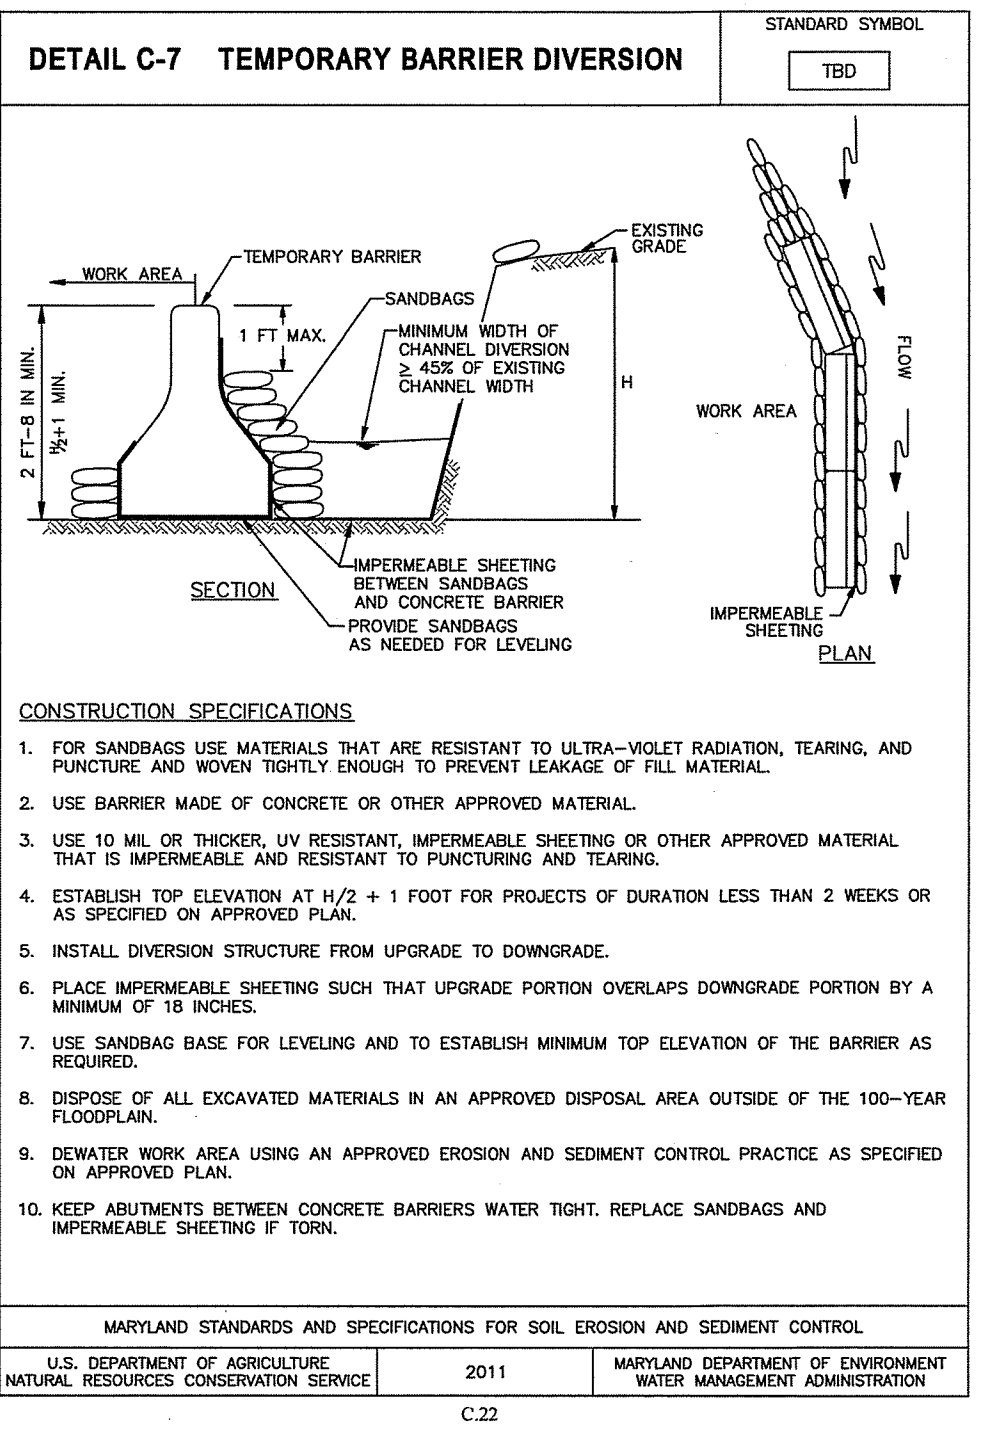 DETAIL C-7 TEMPORARY BARRIER DIVERSION
STANDARD SYMBOL
TBD
EXISTING
GRADE
TEMPORARY BARRIER
WORK AREA
SANDBAGS
1 FT MAX.
MINIMUM WIDTH OF
CHANNEL DIVERSION
≥ 45% OF EXISTING
CHANNEL WIDTH
H
2 FT-8 IN MIN.
H/2+1 MIN.
FLOW
WORK AREA
IMPERMEABLE SHEETING
BETWEEN SANDBAGS
AND CONCRETE BARRIER
SECTION
PROVIDE SANDBAGS
AS NEEDED FOR LEVELING
IMPERMEABLE
SHEETING
PLAN
CONSTRUCTION SPECIFICATIONS
1. FOR SANDBAGS USE MATERIALS THAT ARE RESISTANT TO ULTRA-VIOLET RADIATION, TEARING, AND
PUNCTURE AND WOVEN TIGHTLY ENOUGH TO PREVENT LEAKAGE OF FILL MATERIAL.
2. USE BARRIER MADE OF CONCRETE OR OTHER APPROVED MATERIAL.
3. USE 10 MIL OR THICKER, UV RESISTANT, IMPERMEABLE SHEETING OR OTHER APPROVED MATERIAL
THAT IS IMPERMEABLE AND RESISTANT TO PUNCTURING AND TEARING.
4. ESTABLISH TOP ELEVATION AT H/2 + 1 FOOT FOR PROJECTS OF DURATION LESS THAN 2 WEEKS OR
AS SPECIFIED ON APPROVED PLAN.
5. INSTALL DIVERSION STRUCTURE FROM UPGRADE TO DOWNGRADE.
6. PLACE IMPERMEABLE SHEETING SUCH THAT UPGRADE PORTION OVERLAPS DOWNGRADE PORTION BY A
MINIMUM OF 18 INCHES.
7. USE SANDBAG BASE FOR LEVELING AND TO ESTABLISH MINIMUM TOP ELEVATION OF THE BARRIER AS
REQUIRED.
8. DISPOSE OF ALL EXCAVATED MATERIALS IN AN APPROVED DISPOSAL AREA OUTSIDE OF THE 100-YEAR
FLOODPLAIN.
9. DEWATER WORK AREA USING AN APPROVED EROSION AND SEDIMENT CONTROL PRACTICE AS SPECIFIED
ON APPROVED PLAN.
10. KEEP ABUTMENTS BETWEEN CONCRETE BARRIERS WATER TIGHT. REPLACE SANDBAGS AND
IMPERMEABLE SHEETING IF TORN.
MARYLAND STANDARDS AND SPECIFICATIONS FOR SOIL EROSION AND SEDIMENT CONTROL
U.S. DEPARTMENT OF AGRICULTURE
NATURAL RESOURCES CONSERVATION SERVICE
2011
MARYLAND DEPARTMENT OF ENVIRONMENT
WATER MANAGEMENT ADMINISTRATION
C.22